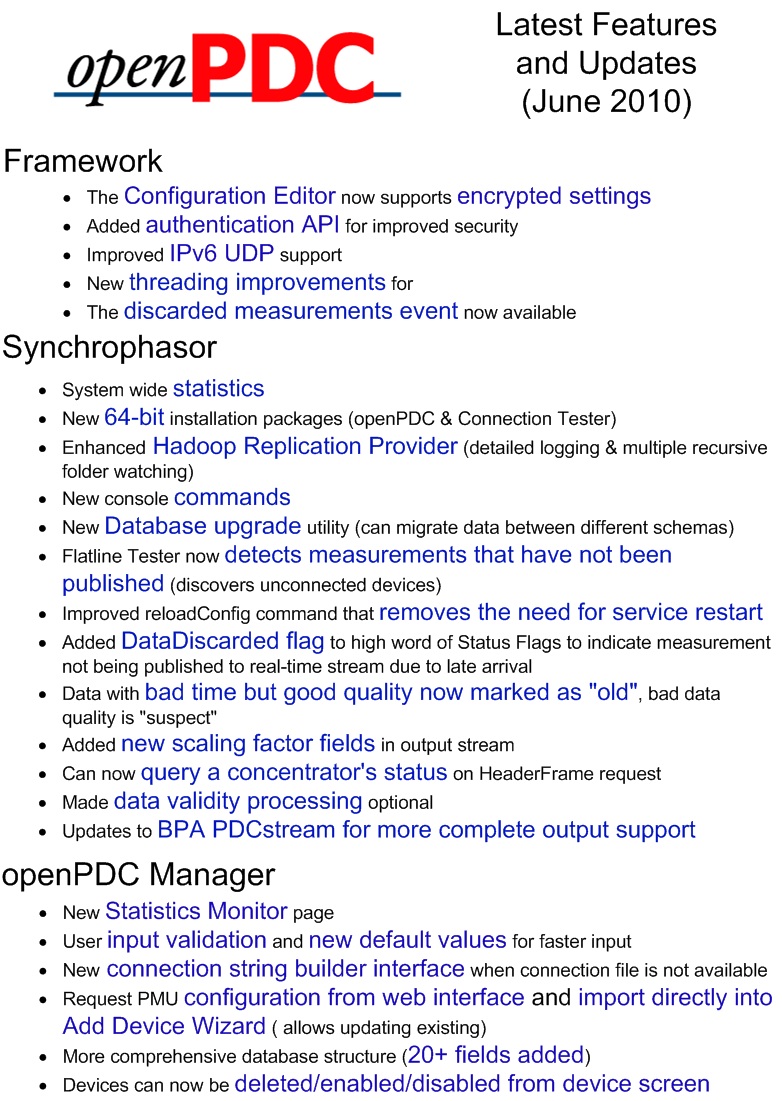 openPDC
Latest Features
and Updates
(June 2010)
Framework
• The Configuration Editor now supports encrypted settings
• Added authentication API for improved security
• Improved IPv6 UDP support
• New threading improvements for
• The discarded measurements event now available
Synchrophasor
• System wide statistics
• New 64-bit installation packages (openPDC & Connection Tester)
• Enhanced Hadoop Replication Provider (detailed logging & multiple recursive
folder watching)
• New console commands
• New Database upgrade utility (can migrate data between different schemas)
• Flatline Tester now detects measurements that have not been
published (discovers unconnected devices)
• Improved reloadConfig command that removes the need for service restart
• Added DataDiscarded flag to high word of Status Flags to indicate measurement
not being published to real-time stream due to late arrival
• Data with bad time but good quality now marked as "old", bad data
quality is "suspect"
• Added new scaling factor fields in output stream
• Can now query a concentrator's status on HeaderFrame request
• Made data validity processing optional
• Updates to BPA PDCstream for more complete output support
openPDC Manager
• New Statistics Monitor page
• User input validation and new default values for faster input
• New connection string builder interface when connection file is not available
• Request PMU configuration from web interface and import directly into
Add Device Wizard ( allows updating existing)
• More comprehensive database structure (20+ fields added)
• Devices can now be deleted/enabled/disabled from device screen